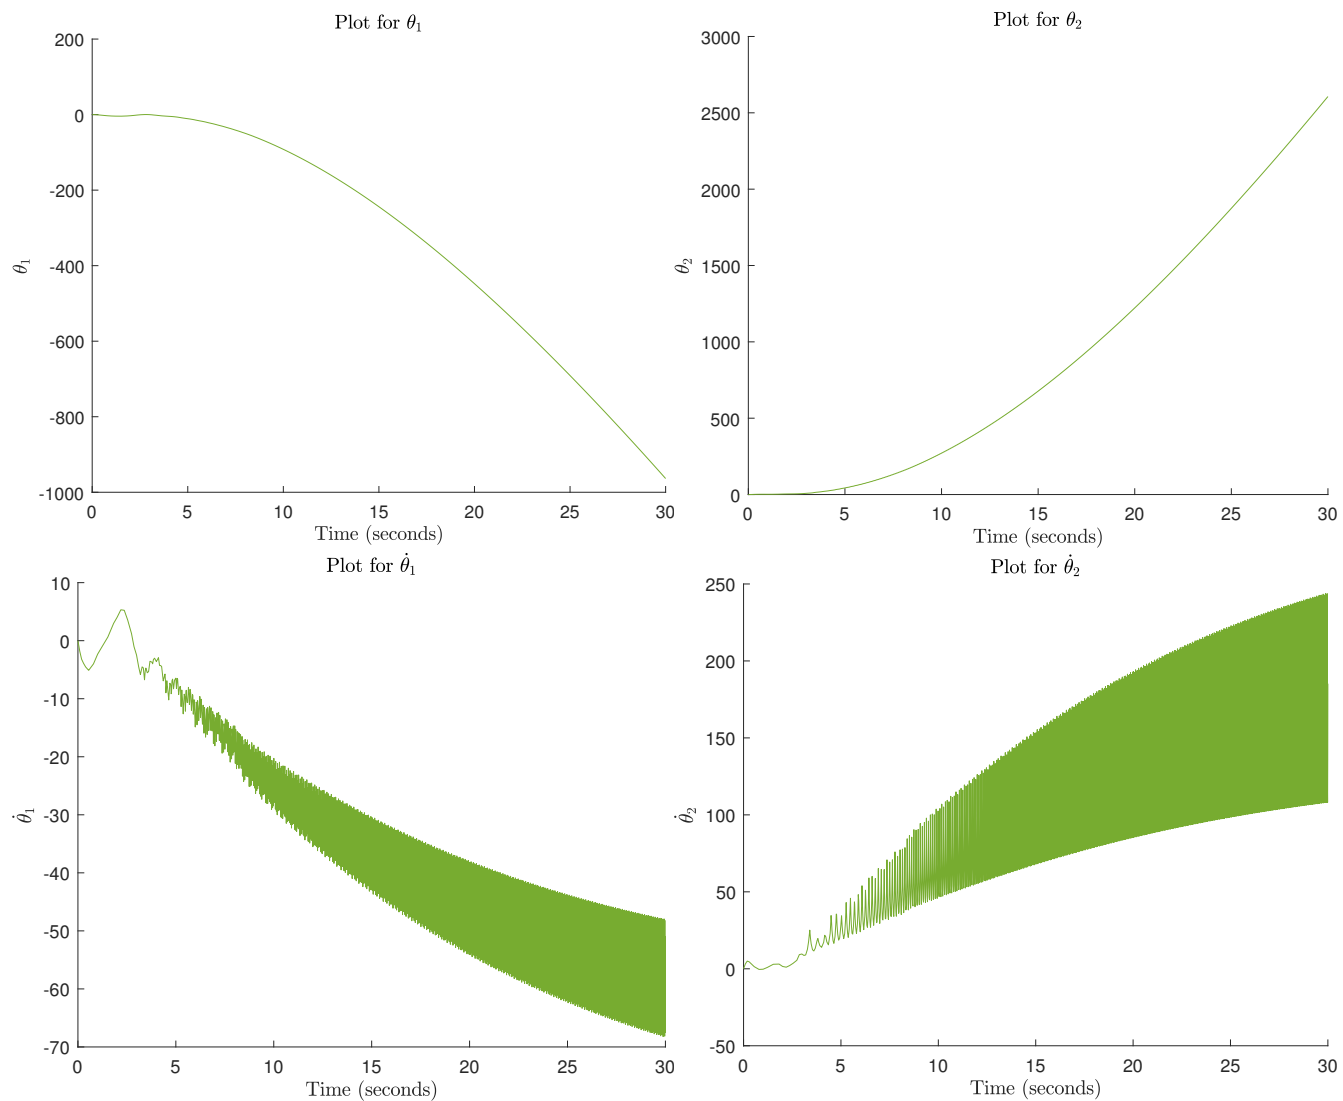 Plot for θ₁
200
0
-200
-400
-600
-800
-1000
θ₁
0 5 10 15 20 25 30
Time (seconds)
Plot for θ₂
3000
2500
2000
1500
1000
500
0
θ₂
0 5 10 15 20 25 30
Time (seconds)
Plot for θ̇₁
10
0
-10
-20
-30
-40
-50
-60
-70
θ̇₁
0 5 10 15 20 25 30
Time (seconds)
Plot for θ̇₂
250
200
150
100
50
0
-50
θ̇₂
0 5 10 15 20 25 30
Time (seconds)